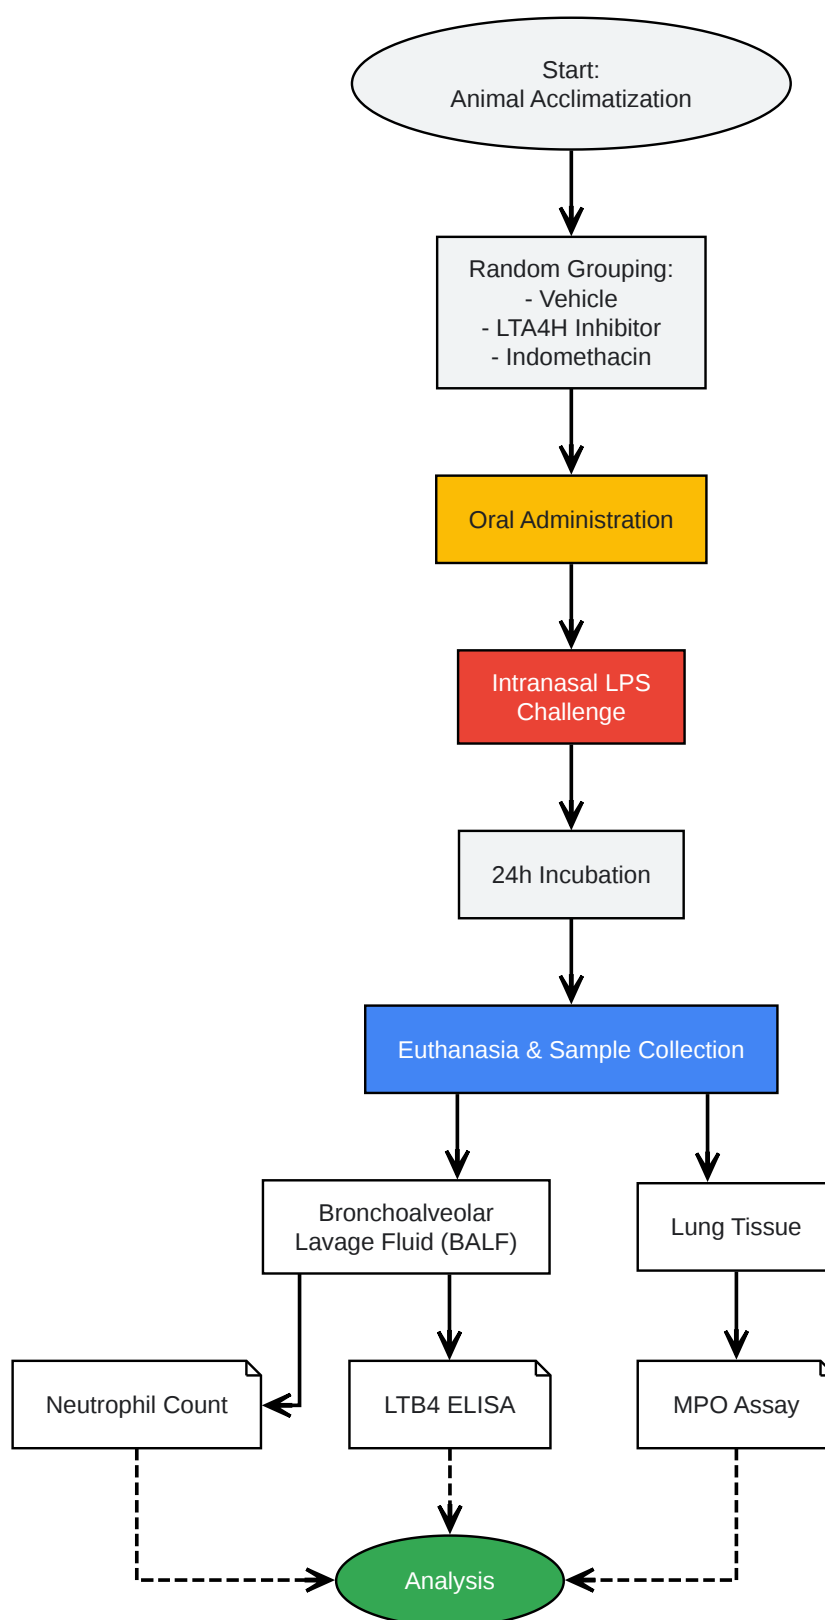 Start:
Animal Acclimatization
Random Grouping:
- Vehicle
- LTA4H Inhibitor
- Indomethacin
Oral Administration
Intranasal LPS
Challenge
24h Incubation
Euthanasia & Sample Collection
Bronchoalveolar
Lavage Fluid (BALF)
Lung Tissue
Neutrophil Count
LTB4 ELISA
MPO Assay
Analysis